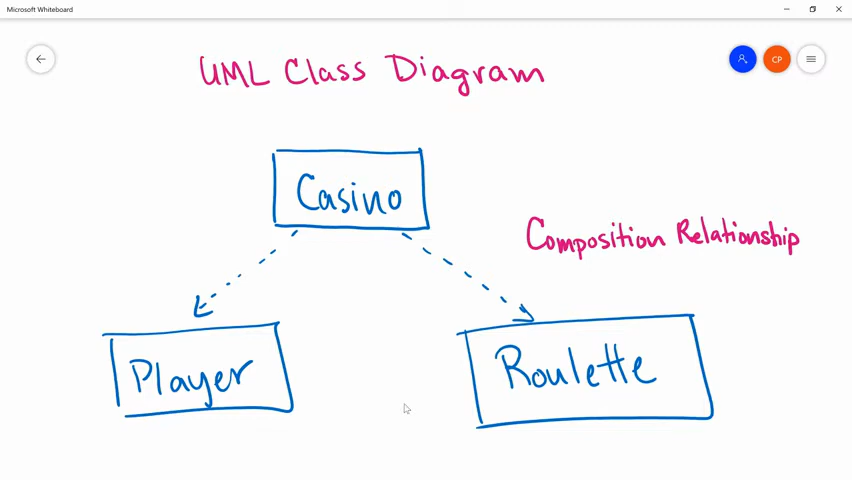 Microsoft Whiteboard
CP
UML Class Diagram
Casino
Composition Relationship
Player
Roulette